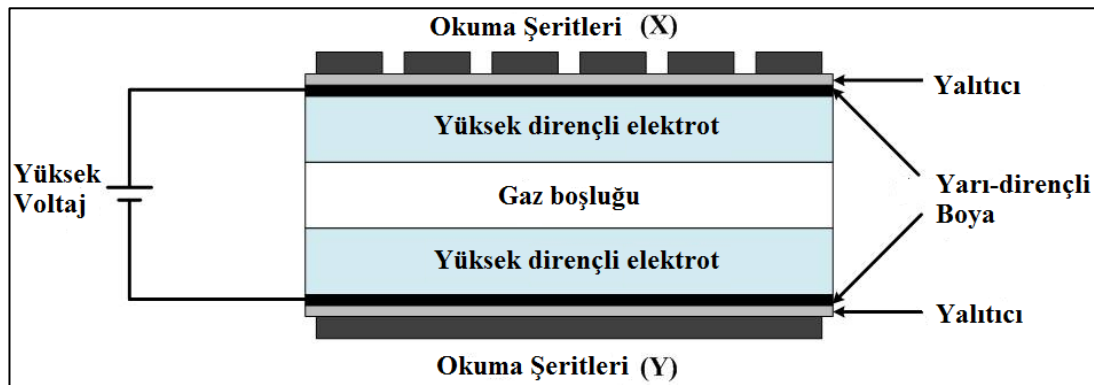 Okuma Şeritleri (X)
Yalıtıcı
Yüksek dirençli elektrot
Yüksek
Voltaj
Gaz boşluğu
Yarı-dirençli
Boya
Yüksek dirençli elektrot
Yalıtıcı
Okuma Şeritleri (Y)